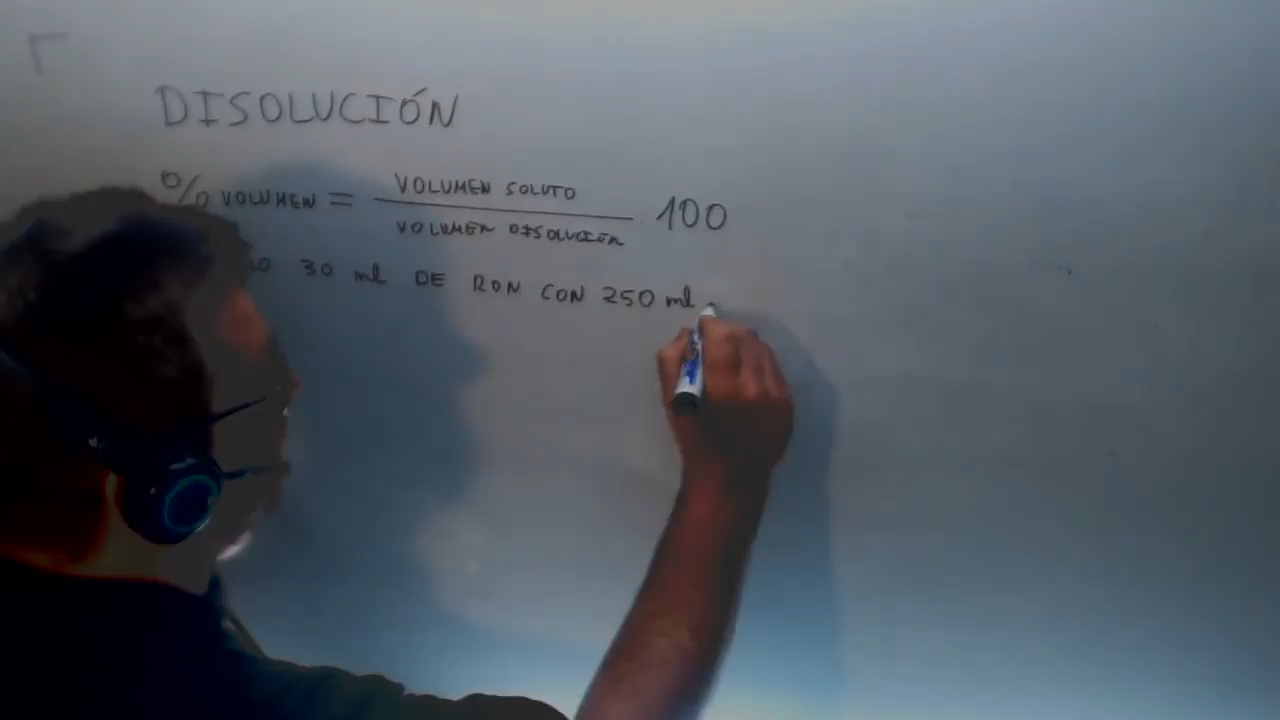 DISOLUCIÓN
% VOLUMEN = VOLUMEN SOLUTO
VOLUMEN DISOLUCIÓN . 100
30 ml DE RON CON 250 ml